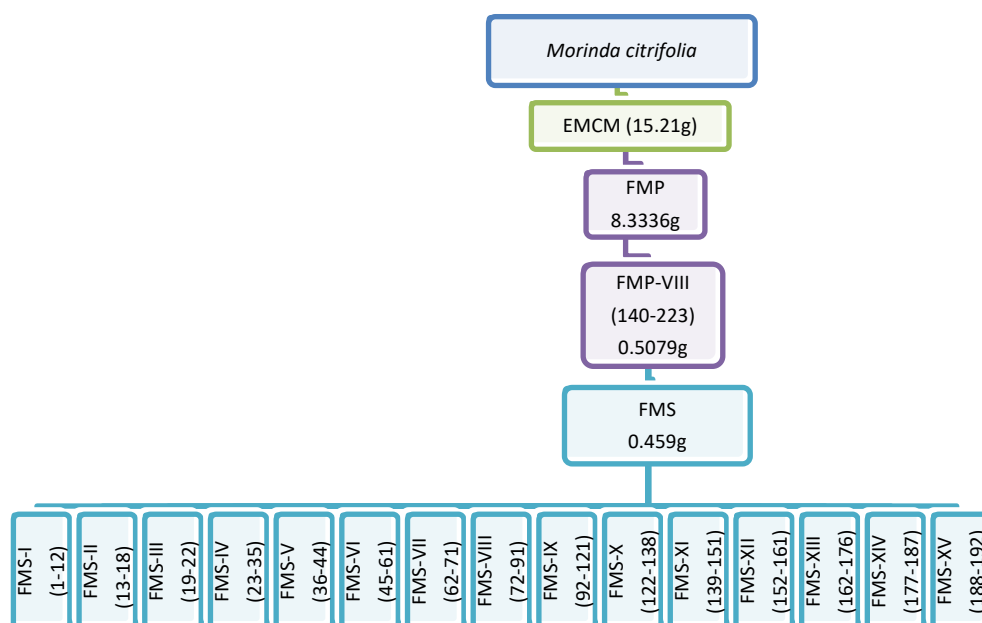 Morinda citrifolia
EMCM (15.21g)
FMP
8.3336g
FMP-VIII
(140-223)
0.5079g
FMS
0.459g
FMS-I
(1-12)
FMS-II
(13-18)
FMS-III
(19-22)
FMS-IV
(23-35)
FMS-V
(36-44)
FMS-VI
(45-61)
FMS-VII
(62-71)
FMS-VIII
(72-91)
FMS-IX
(92-121)
FMS-X
(122-138)
FMS-XI
(139-151)
FMS-XII
(152-161)
FMS-XIII
(162-176)
FMS-XIV
(177-187)
FMS-XV
(188-192)